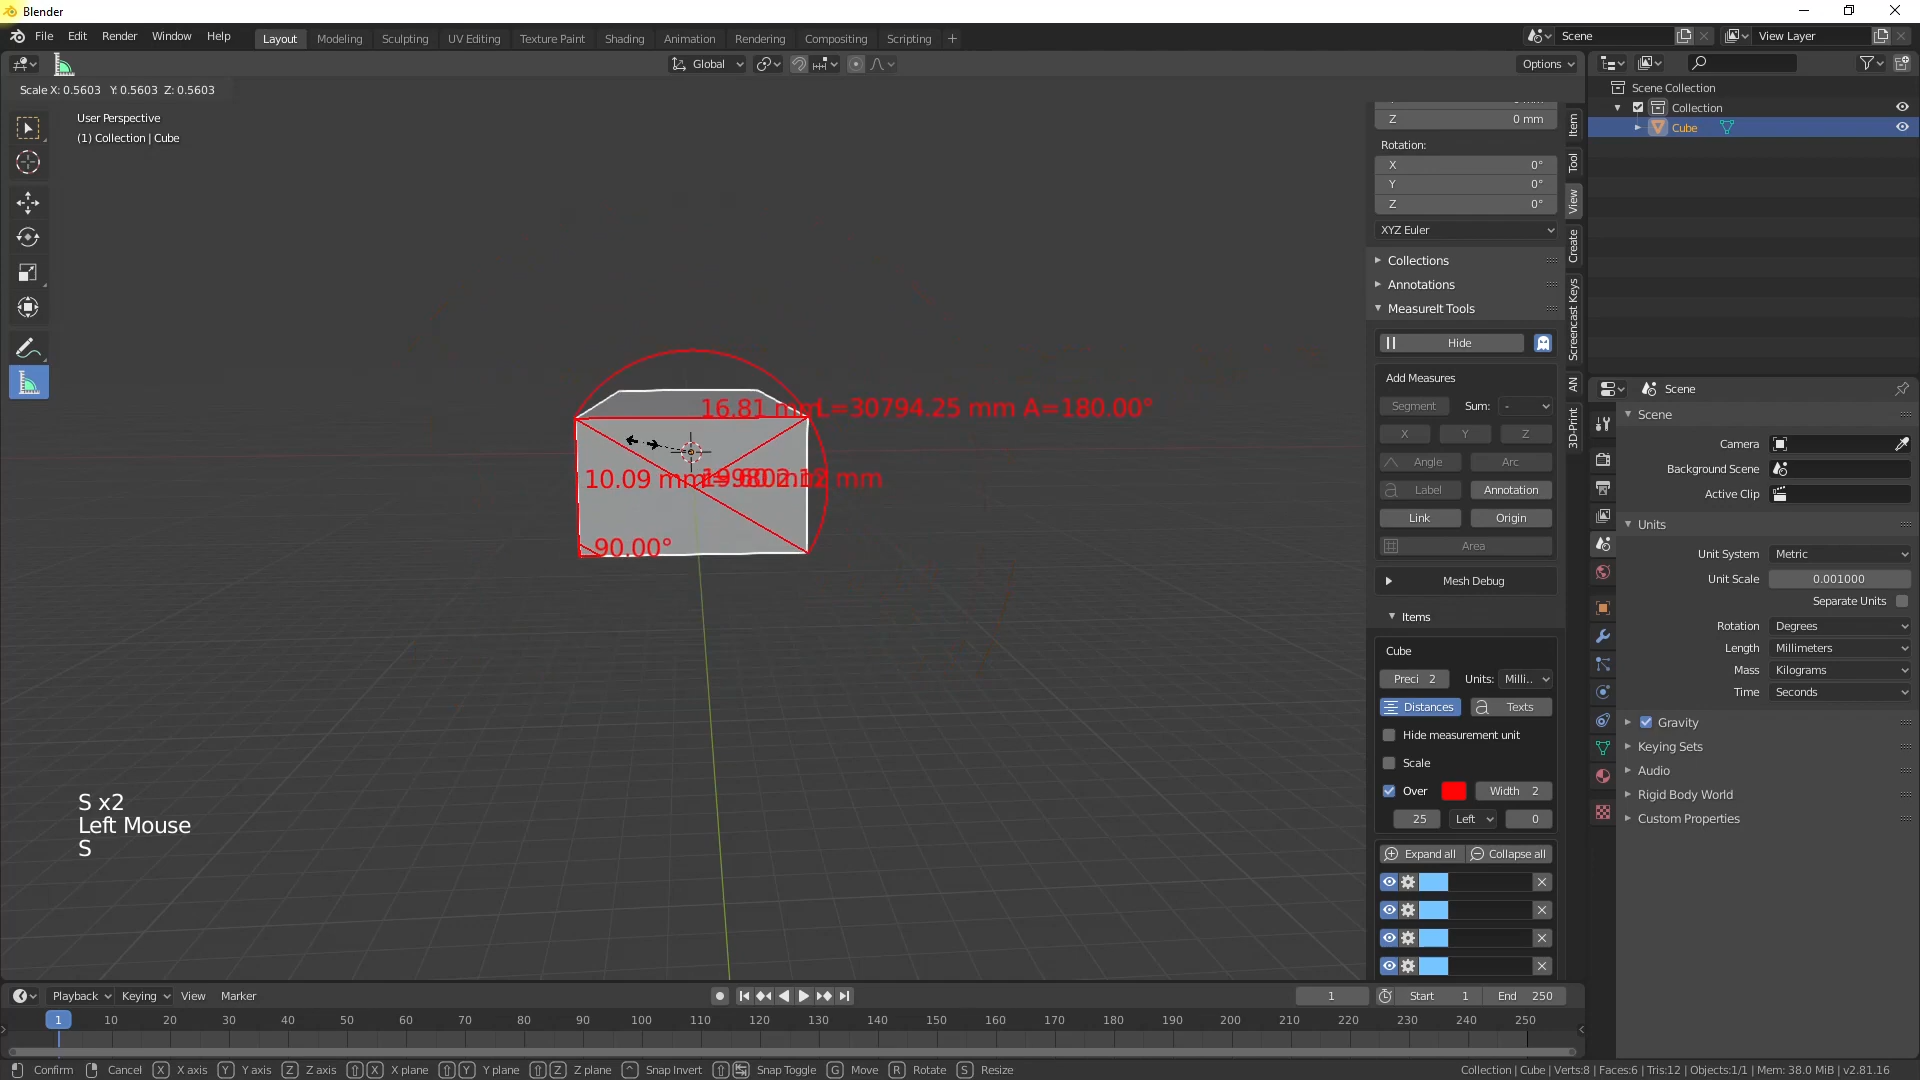 Blender
File Edit Render Window Help
Layout Modeling Sculpting UV Editing Texture Paint Shading Animation Rendering Compositing Scripting +
Scene View Layer
Global
Options
Scale X: 0.5603 Y: 0.5603 Z: 0.5603
User Perspective
(1) Collection | Cube
Z 0 mm
Rotation:
X 0°
Y 0°
Z 0°
XYZ Euler
Collections
Annotations
MeasureIt Tools
Hide
Add Measures
Segment Sum: -
X Y Z
Angle Arc
Label Annotation
Link Origin
Area
Mesh Debug
Items
Cube
Preci 2 Units: Milli..
Distances Texts
Hide measurement unit
Scale
Over Width 2
25 Left 0
Expand all Collapse all
Item
Tool
View
Create
Screencast Keys
AN
3D-Print
16.81 mm L=30794.25 mm A=180.00°
10.09 mm
90.00°
S x2
Left Mouse
S
Scene Collection
Collection
Cube
Scene
Scene
Camera
Background Scene
Active Clip
Units
Unit System Metric
Unit Scale 0.001000
Separate Units
Rotation Degrees
Length Millimeters
Mass Kilograms
Time Seconds
Gravity
Keying Sets
Audio
Rigid Body World
Custom Properties
Playback Keying View Marker
1 Start 1 End 250
1 10 20 30 40 50 60 70 80 90 100 110 120 130 140 150 160 170 180 190 200 210 220 230 240 250
Confirm Cancel X X axis Y Y axis Z Z axis X X plane Y Y plane Z Z plane ^ Snap Invert Snap Toggle G Move R Rotate S Resize
Collection | Cube | Verts:8 | Faces:6 | Tris:12 | Objects:1/1 | Mem: 38.0 MiB | v2.81.16